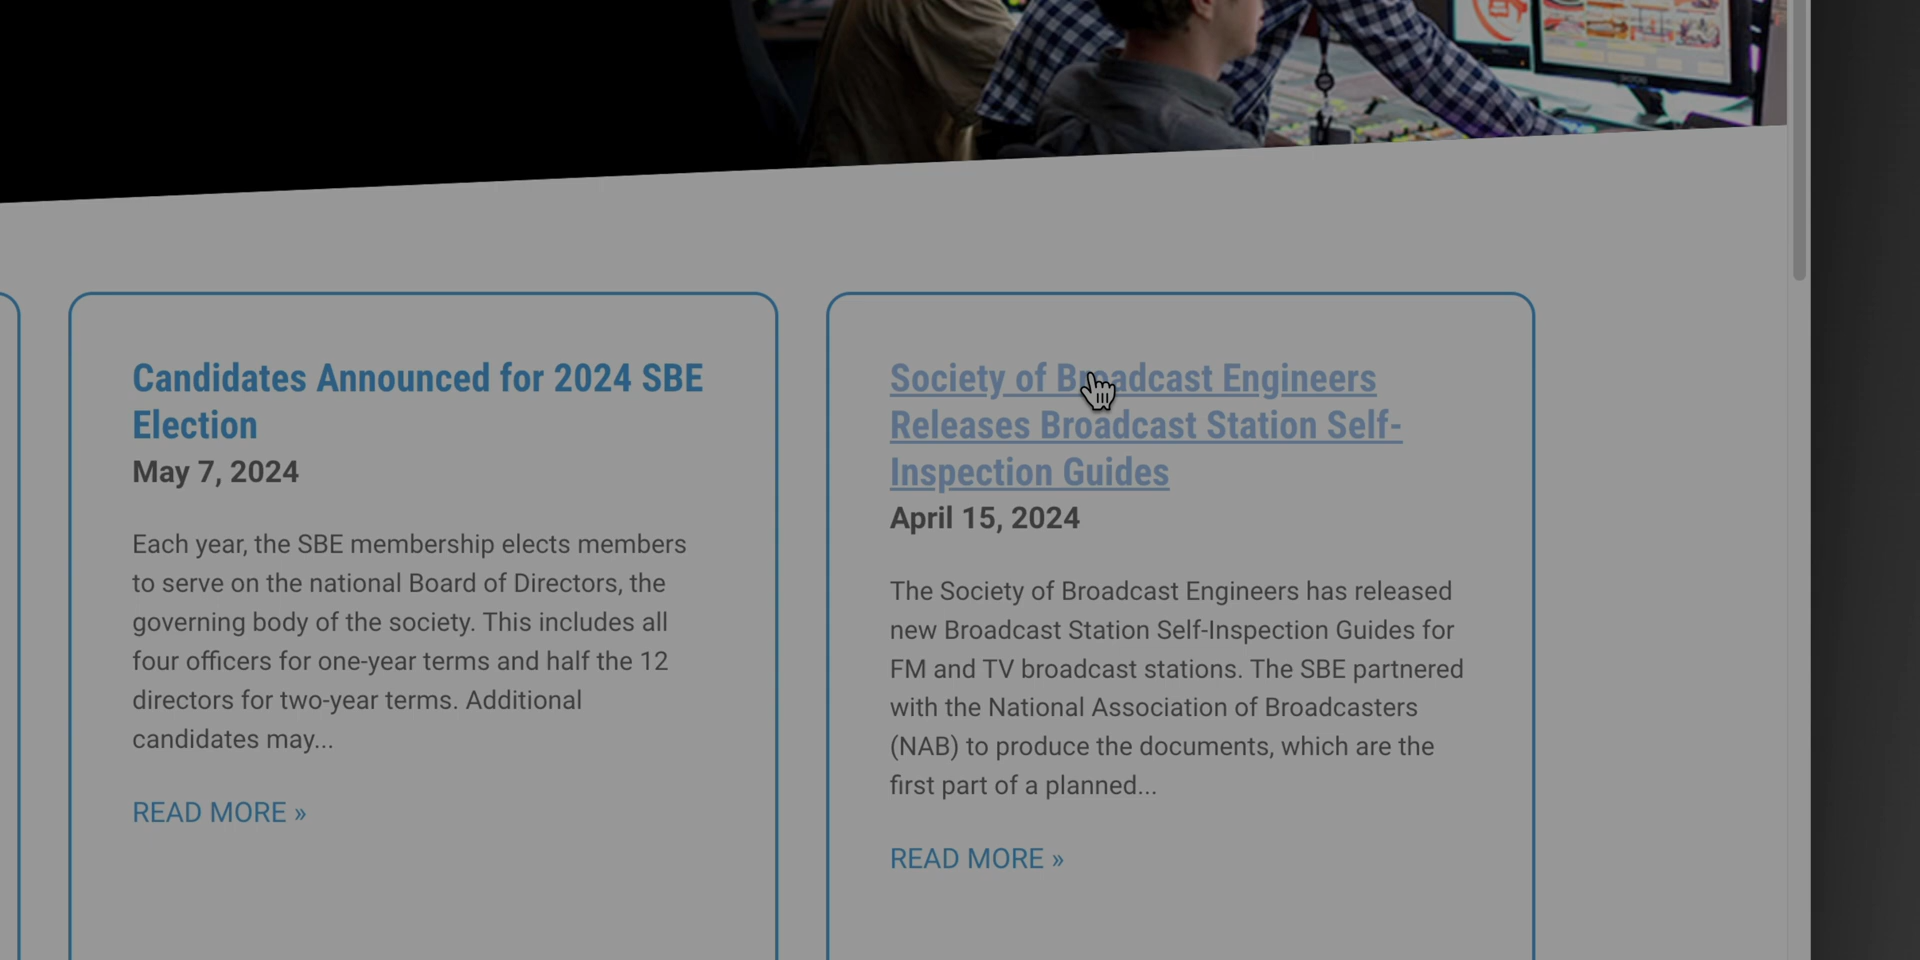 Candidates Announced for 2024 SBE
Election
May 7, 2024
Each year, the SBE membership elects members
to serve on the national Board of Directors, the
governing body of the society. This includes all
four officers for one-year terms and half the 12
directors for two-year terms. Additional
candidates may...
READ MORE »
Society of Broadcast Engineers
Releases Broadcast Station Self-
Inspection Guides
April 15, 2024
The Society of Broadcast Engineers has released
new Broadcast Station Self-Inspection Guides for
FM and TV broadcast stations. The SBE partnered
with the National Association of Broadcasters
(NAB) to produce the documents, which are the
first part of a planned...
READ MORE »